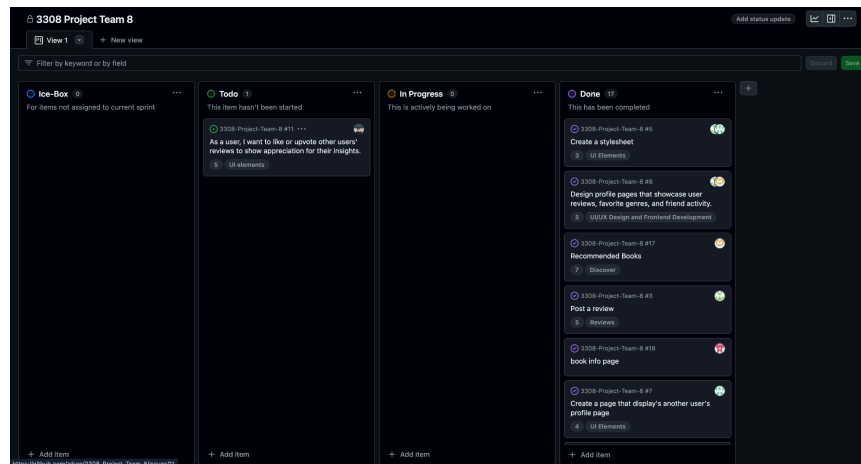 3308 Project Team 8
Add status update
View 1
New view
Filter by keyword or by field
Discard
Save
Ice-Box 0
For items not assigned to current sprint
Add item
Todo 1
This item hasn't been started
3308-Project-Team-8 #11
As a user, I want to like or upvote other users'
reviews to show appreciation for their insights.
5 UI elements
Add item
In Progress 0
This is actively being worked on
Add item
Done 17
This has been completed
3308-Project-Team-8 #5
Create a stylesheet
3 UI Elements
3308-Project-Team-8 #8
Design profile pages that showcase user
reviews, favorite genres, and friend activity.
5 UI/UX Design and Frontend Development
3308-Project-Team-8 #17
Recommended Books
7 Discover
3308-Project-Team-8 #3
Post a review
5 Reviews
3308-Project-Team-8 #18
book info page
3308-Project-Team-8 #7
Create a page that display's another user's
profile page
4 UI Elements
Add item